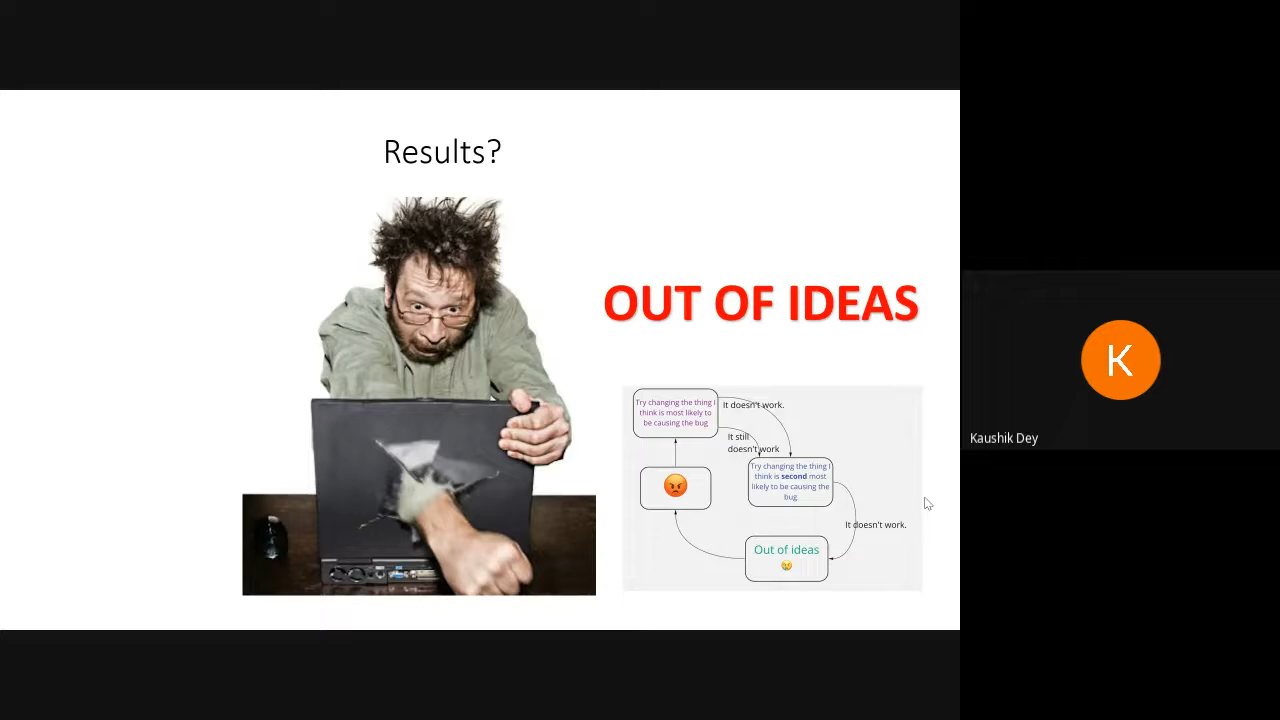 Results?
OUT OF IDEAS
Try changing the thing I
think is most likely to
be causing the bug
It doesn't work.
It still
doesn't work
Try changing the thing I
think is second most
likely to be causing the
bug
It doesn't work.
Out of ideas
K
Kaushik Dey